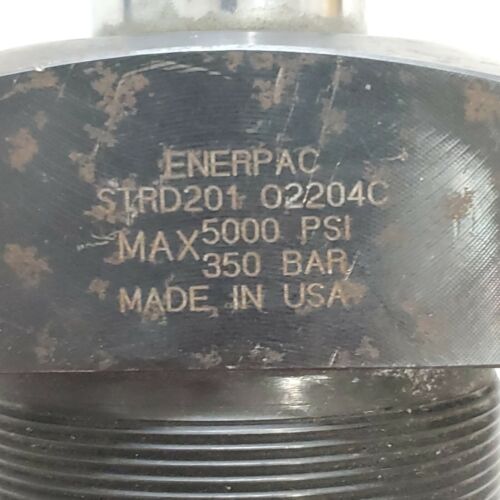 ENERPAC
STRD201 02204C
MAX 5000 PSI
350 BAR
MADE IN USA